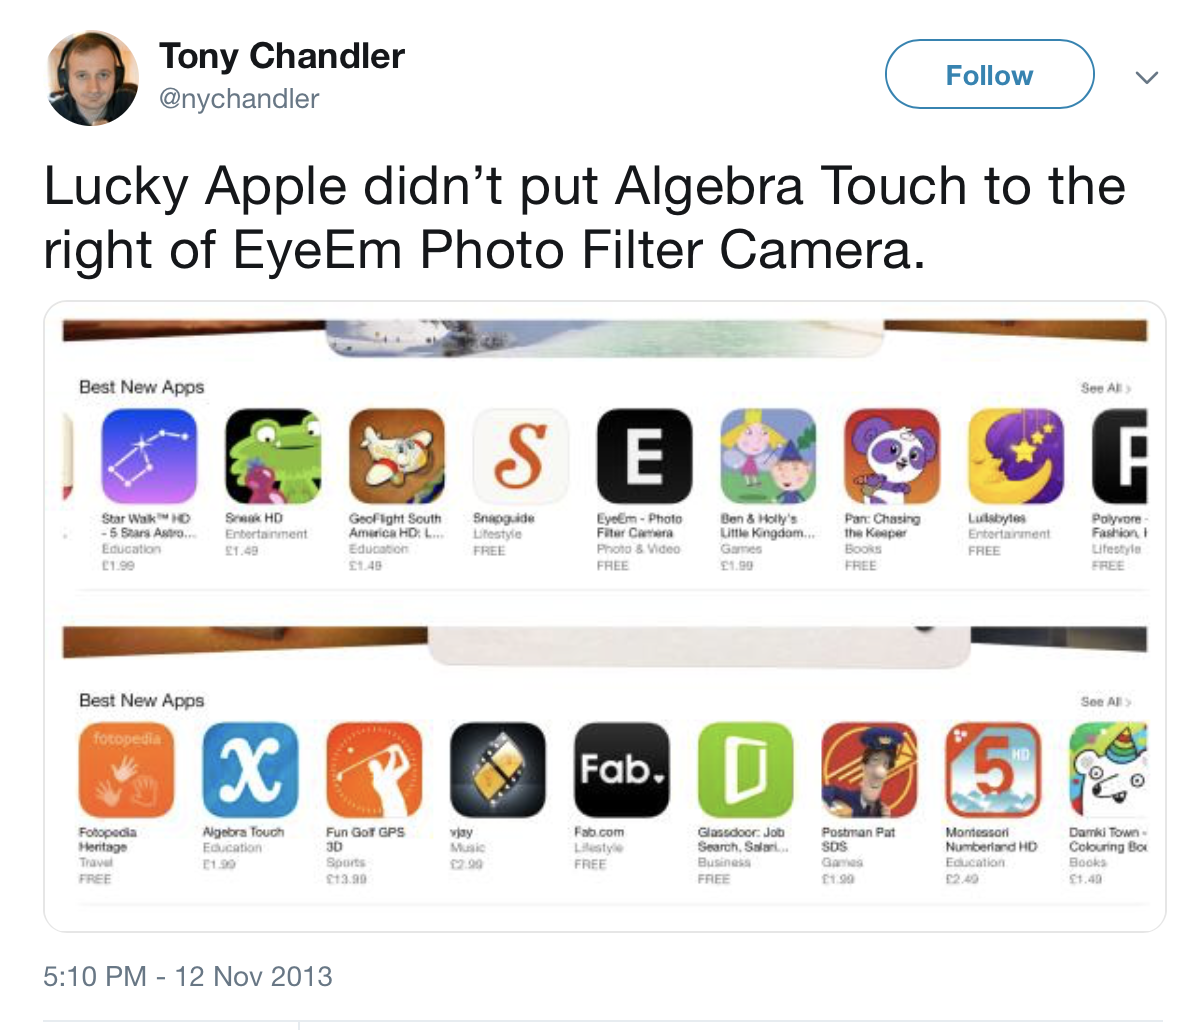 Tony Chandler
@nychandler
Follow
Lucky Apple didn’t put Algebra Touch to the
right of EyeEm Photo Filter Camera.
Best New Apps
See All >
S
E
P
Star Walk™ HD
- 5 Stars Astro...
Education
£1.99
Sneak HD
Entertainment
£1.49
GeoFlight South
America HD: L...
Education
£1.49
Snapguide
Lifestyle
FREE
EyeEm - Photo
Filter Camera
Photo & Video
FREE
Ben & Holly's
Little Kingdom...
Games
£1.99
Pan: Chasing
the Keeper
Books
FREE
Lullabytes
Entertainment
FREE
Polyvore -
Fashion,
Lifestyle
FREE
Best New Apps
See All >
fotopedia
x
Fab.
5 HD
Fotopedia
Heritage
Travel
FREE
Algebra Touch
Education
£1.99
Fun Golf GPS
3D
Sports
£13.99
vjay
Music
£2.99
Fab.com
Lifestyle
FREE
Glassdoor: Job
Search, Salari...
Business
FREE
Postman Pat
SDS
Games
£1.99
Montessori
Numberland HD
Education
£2.49
Damki Town -
Colouring Boo
Books
£1.49
5:10 PM - 12 Nov 2013